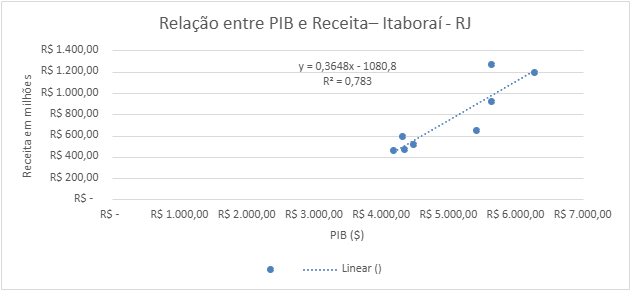 Relação entre PIB e Receita– Itaboraí - RJ
R$ 1.400,00
R$ 1.200,00
R$ 1.000,00
R$ 800,00
R$ 600,00
R$ 400,00
R$ 200,00
R$ -
Receita em milhões
y = 0,3648x - 1080,8
R² = 0,783
R$ - R$ 1.000,00 R$ 2.000,00 R$ 3.000,00 R$ 4.000,00 R$ 5.000,00 R$ 6.000,00 R$ 7.000,00
PIB ($)
Linear ()